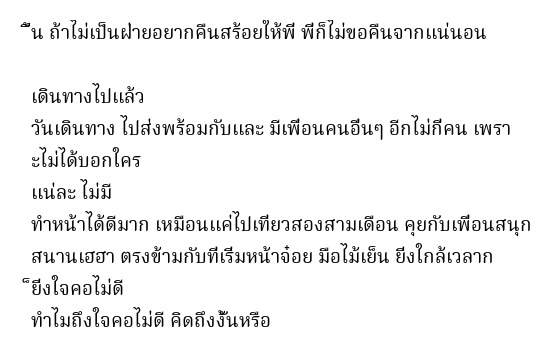 ั้น ถ้าไม่เป็นฝ่ายอยากคืนสร้อยให้พี่ พี่ก็ไม่ขอคืนจากแน่นอน
เดินทางไปแล้ว
วันเดินทาง ไปส่งพร้อมกับและ มีเพื่อนคนอื่นๆ อีกไม่กี่คน เพรา
ะไม่ได้บอกใคร
แน่ละ ไม่มี
ทำหน้าได้ดีมาก เหมือนแค่ไปเที่ยวสองสามเดือน คุยกับเพื่อนสนุก
สนานเฮฮา ตรงข้ามกับที่เริ่มหน้าจ๋อย มือไม้เย็น ยิ่งใกล้เวลาก
็ยิ่งใจคอไม่ดี
ทำไมถึงใจคอไม่ดี คิดถึงงั้นหรือ